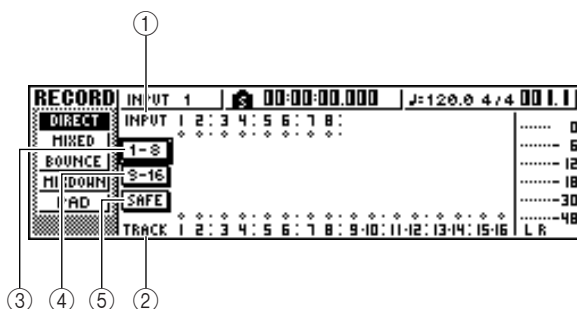 ①
RECORD INPUT 1 S 00:00:00.000 ♩=120.0 4/4 001.1
DIRECT INPUT 1 2 3 4 5 6 7 8
MIXED 1-8
BOUNCE 9-16
MIXDOWN SAFE
PAD
TRACK 1 2 3 4 5 6 7 8 9·10 11·12 13·14 15·16 L R
0
6
12
18
30
48
③ ④ ⑤ ②